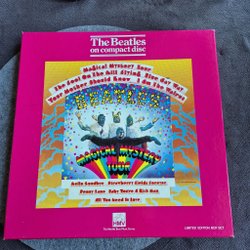 The Beatles
on compact disc
Magical Mystery Tour
The Fool On The Hill Flying Blue Jay Way
Your Mother Should Know I Am The Walrus
BEATLES
MAGICAL MYSTERY
TOUR
Hello Goodbye Strawberry Fields Forever
Penny Lane Baby You're A Rich Man
All You Need Is Love
HMV
LIMITED EDITION BOX SET